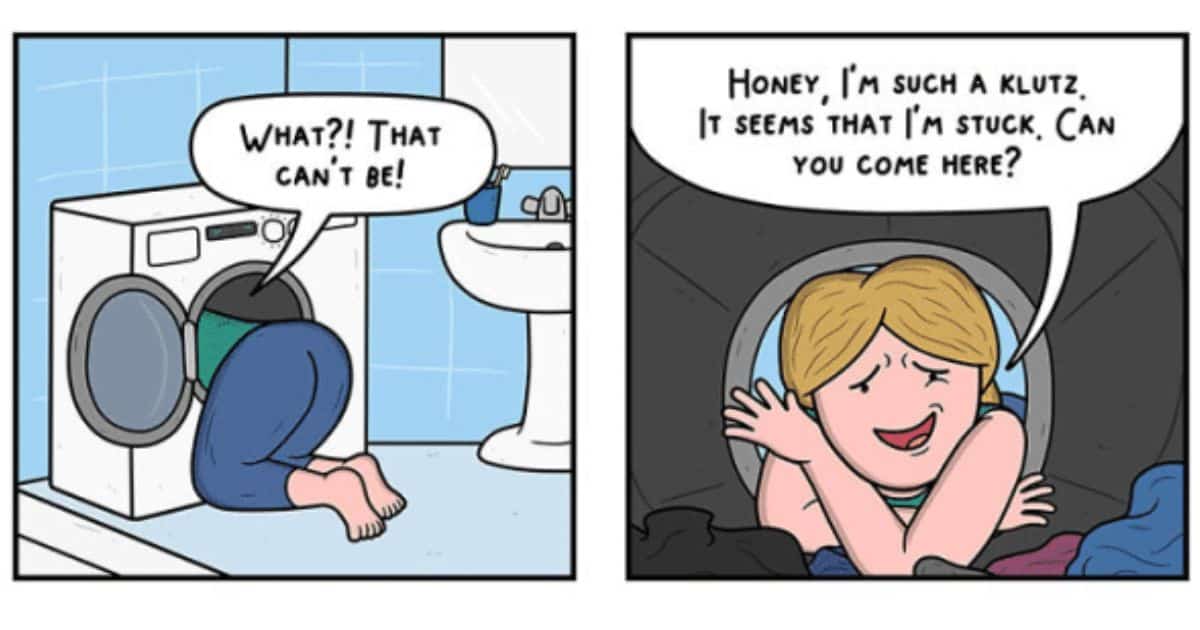 WHAT?! THAT
CAN'T BE!
HONEY, I'M SUCH A KLUTZ.
IT SEEMS THAT I'M STUCK. CAN
YOU COME HERE?